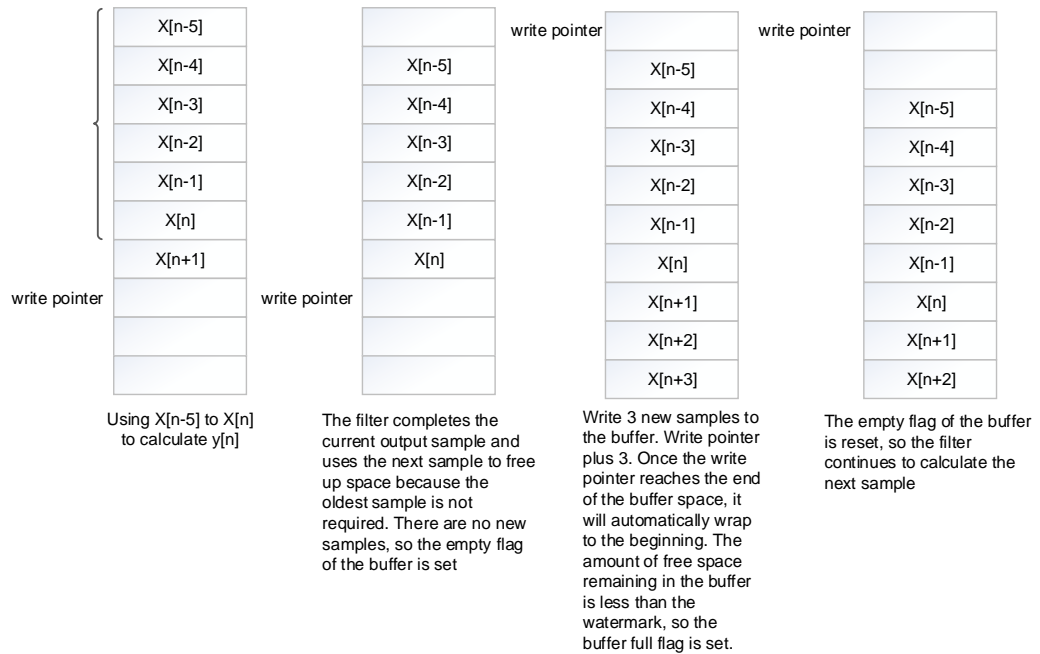 X[n-5]
X[n-4]
X[n-3]
X[n-2]
X[n-1]
X[n]
X[n+1]
write pointer
Using X[n-5] to X[n]
to calculate y[n]
X[n-5]
X[n-4]
X[n-3]
X[n-2]
X[n-1]
X[n]
write pointer
The filter completes the
current output sample and
uses the next sample to free
up space because the
oldest sample is not
required. There are no new
samples, so the empty flag
of the buffer is set
write pointer
X[n-5]
X[n-4]
X[n-3]
X[n-2]
X[n-1]
X[n]
X[n+1]
X[n+2]
X[n+3]
Write 3 new samples to
the buffer. Write pointer
plus 3. Once the write
pointer reaches the end
of the buffer space, it
will automatically wrap
to the beginning. The
amount of free space
remaining in the buffer
is less than the
watermark, so the
buffer full flag is set.
write pointer
X[n-5]
X[n-4]
X[n-3]
X[n-2]
X[n-1]
X[n]
X[n+1]
X[n+2]
The empty flag of the buffer
is reset, so the filter
continues to calculate the
next sample